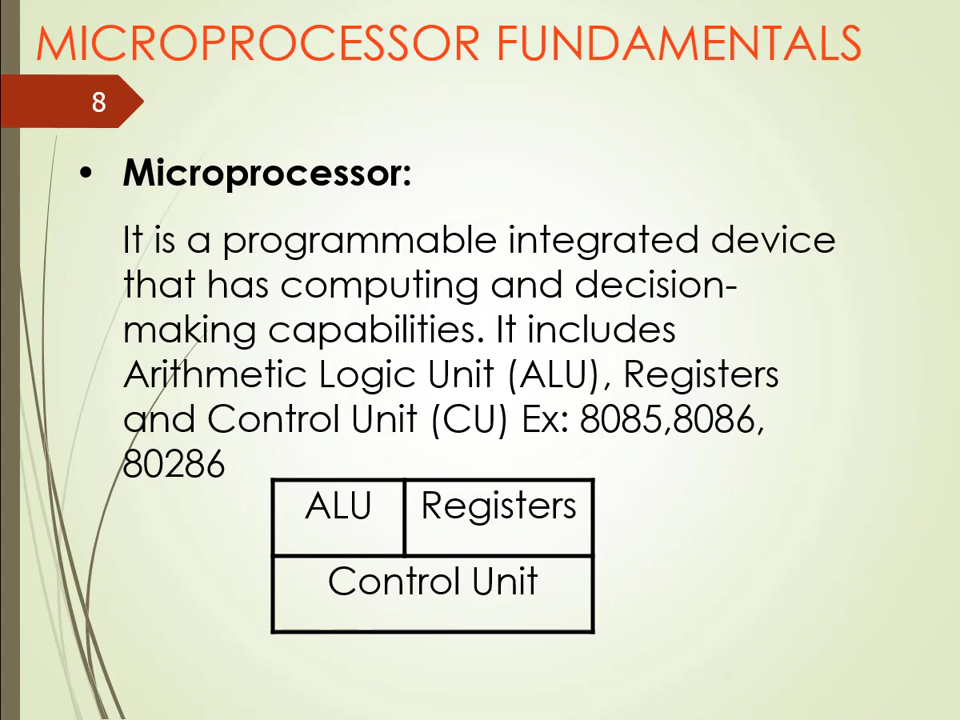 MICROPROCESSOR FUNDAMENTALS
8
• Microprocessor:
It is a programmable integrated device
that has computing and decision-
making capabilities. It includes
Arithmetic Logic Unit (ALU), Registers
and Control Unit (CU) Ex: 8085,8086,
80286
ALU Registers
Control Unit